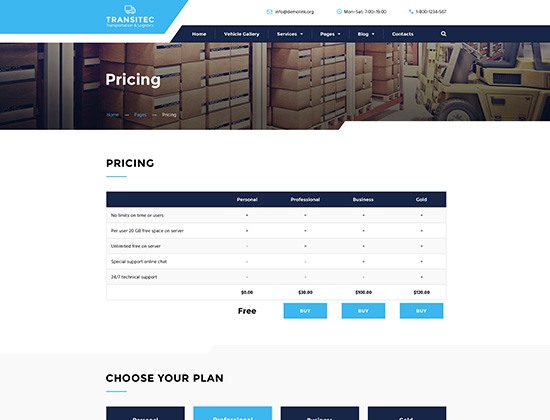 TRANSITEC
Transportation & Logistics
info@demolink.org Mon–Sat: 7:00–19:00 1-800-1234-567
Home Vehicle Gallery Services Pages Blog Contacts
Pricing
Home — Pages — Pricing
PRICING
Personal Professional Business Gold
No limits on time or users + + + +
Per user 20 GB free space on server + + + +
Unlimited free on server - + + +
Special support online chat - - + +
24/7 technical support - - - +
$0.00 $30.00 $100.00 $120.00
Free BUY BUY BUY
CHOOSE YOUR PLAN
Personal Professional Business Gold